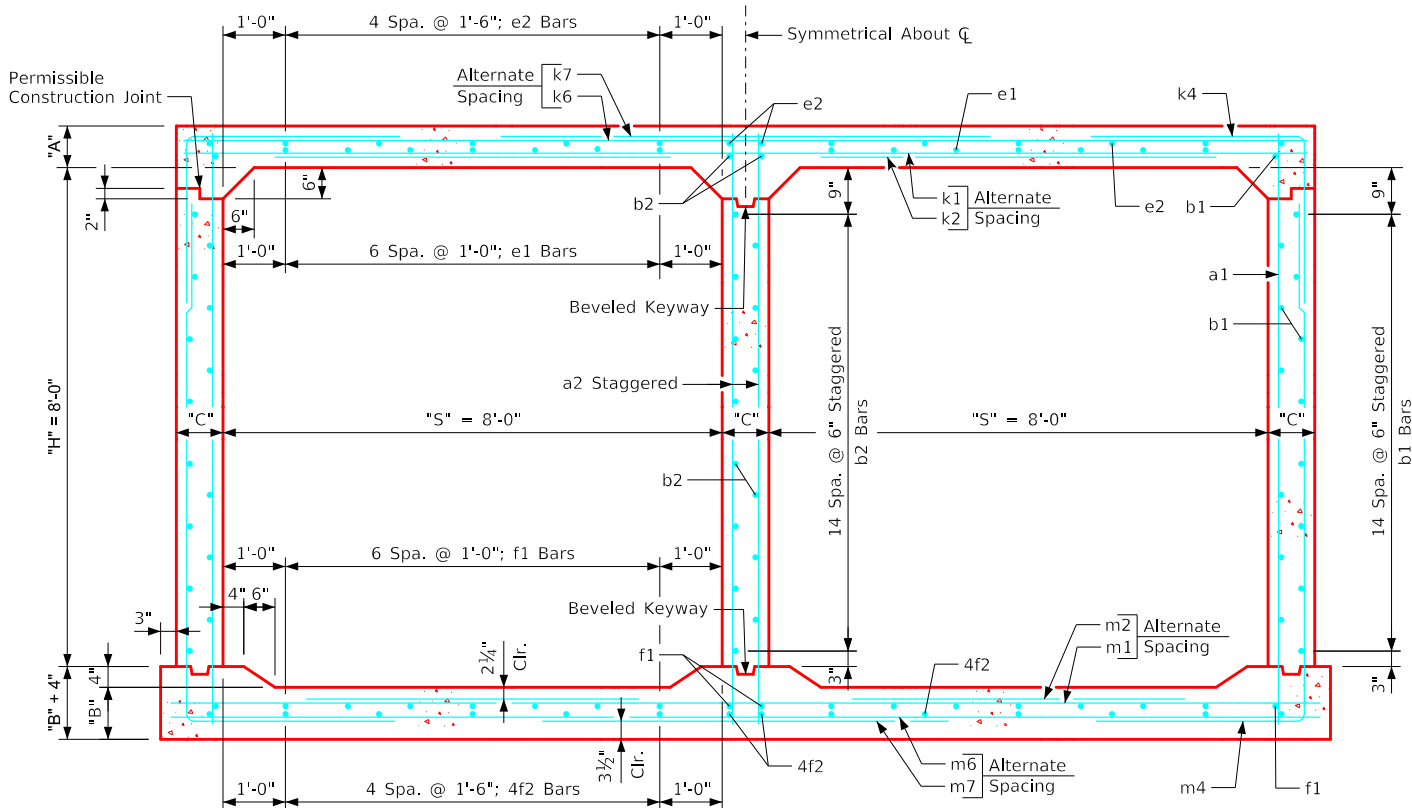 1'-0"
4 Spa. @ 1'-6"; e2 Bars
1'-0"
Symmetrical About ℄
Permissible
Construction Joint
Alternate
Spacing
k7
k6
e2
e1
k4
"A"
6"
2"
6"
b2
k1
k2
Alternate
Spacing
e2
b1
9"
9"
1'-0"
6 Spa. @ 1'-0"; e1 Bars
1'-0"
a1
Beveled Keyway
b1
"H" = 8'-0"
a2 Staggered
14 Spa. @ 6" Staggered
b2 Bars
14 Spa. @ 6" Staggered
b1 Bars
"C"
"S" = 8'-0"
"C"
"S" = 8'-0"
"C"
b2
1'-0"
6 Spa. @ 1'-0"; f1 Bars
1'-0"
4"
6"
Beveled Keyway
3"
m2
m1
Alternate
Spacing
f1
2¼"
Clr.
4f2
3"
3"
"B" + 4"
4"
"B"
3½"
Clr.
4f2
m6
m7
Alternate
Spacing
m4
f1
1'-0"
4 Spa. @ 1'-6"; 4f2 Bars
1'-0"